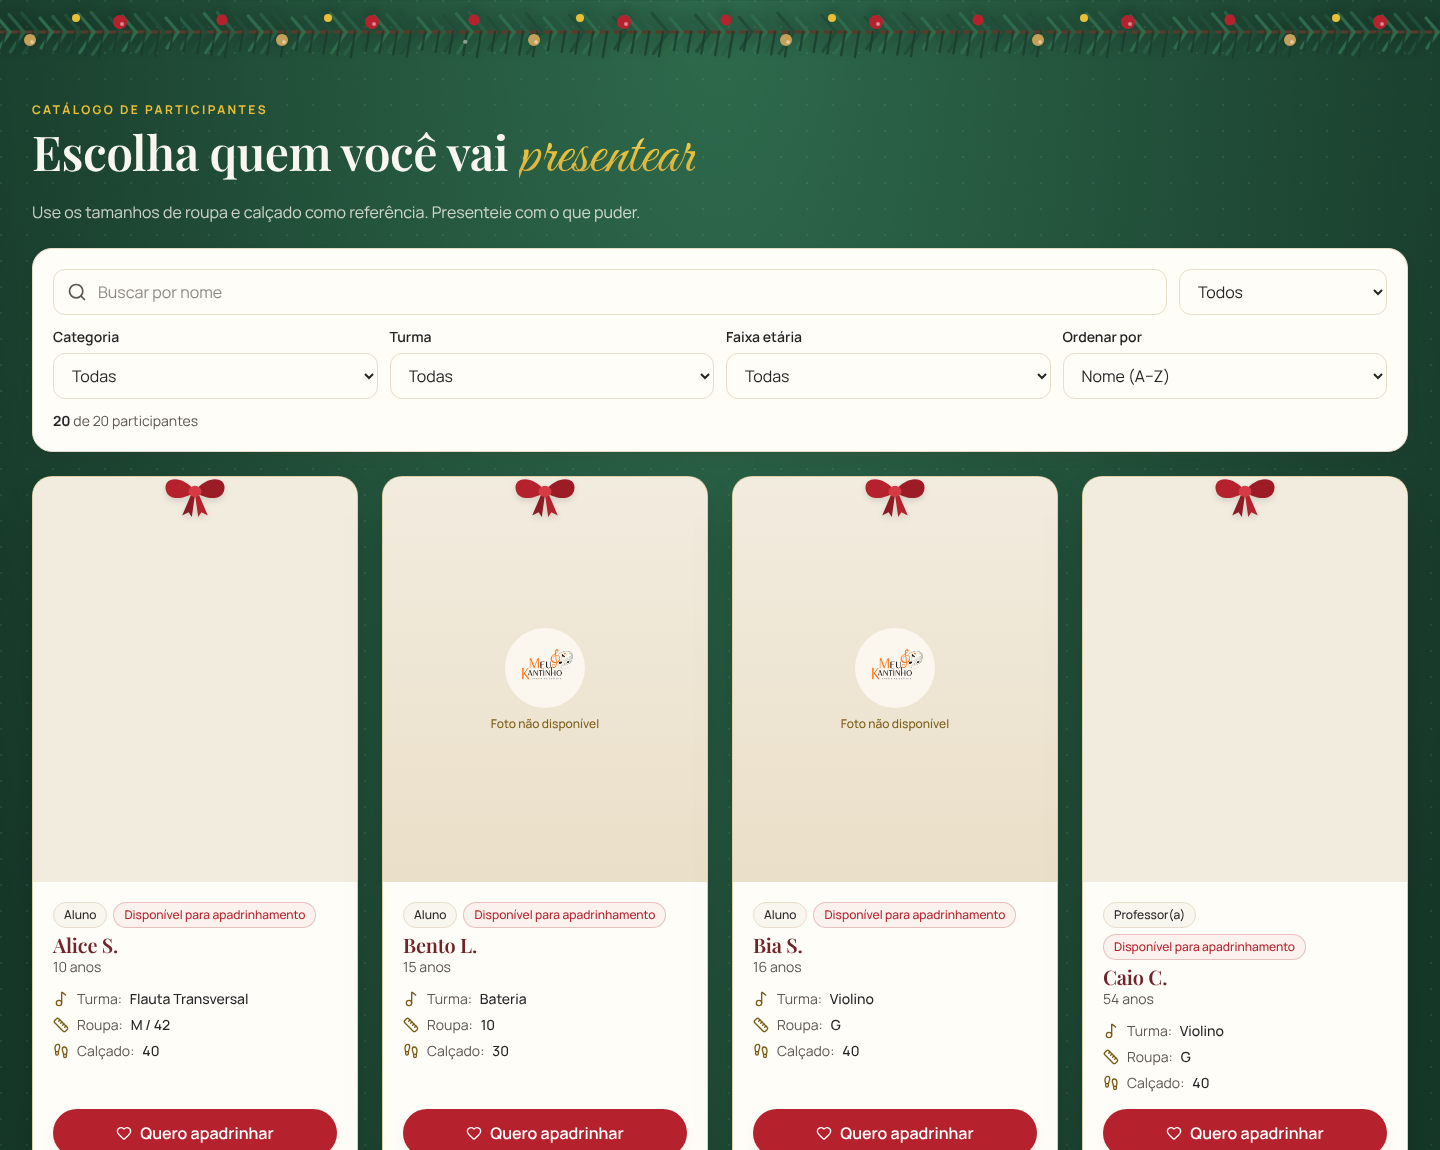 CATÁLOGO DE PARTICIPANTES
Escolha quem você vai presentear
Use os tamanhos de roupa e calçado como referência. Presenteie com o que puder.
Buscar por nome
Todos
Categoria
Turma
Faixa etária
Ordenar por
Todas
Todas
Todas
Nome (A–Z)
20 de 20 participantes
MEU
KANTINHO
Foto não disponível
MEU
KANTINHO
Foto não disponível
Aluno
Disponível para apadrinhamento
Alice S.
10 anos
Turma: Flauta Transversal
Roupa: M / 42
Calçado: 40
Quero apadrinhar
Aluno
Disponível para apadrinhamento
Bento L.
15 anos
Turma: Bateria
Roupa: 10
Calçado: 30
Quero apadrinhar
Aluno
Disponível para apadrinhamento
Bia S.
16 anos
Turma: Violino
Roupa: G
Calçado: 40
Quero apadrinhar
Professor(a)
Disponível para apadrinhamento
Caio C.
54 anos
Turma: Violino
Roupa: G
Calçado: 40
Quero apadrinhar